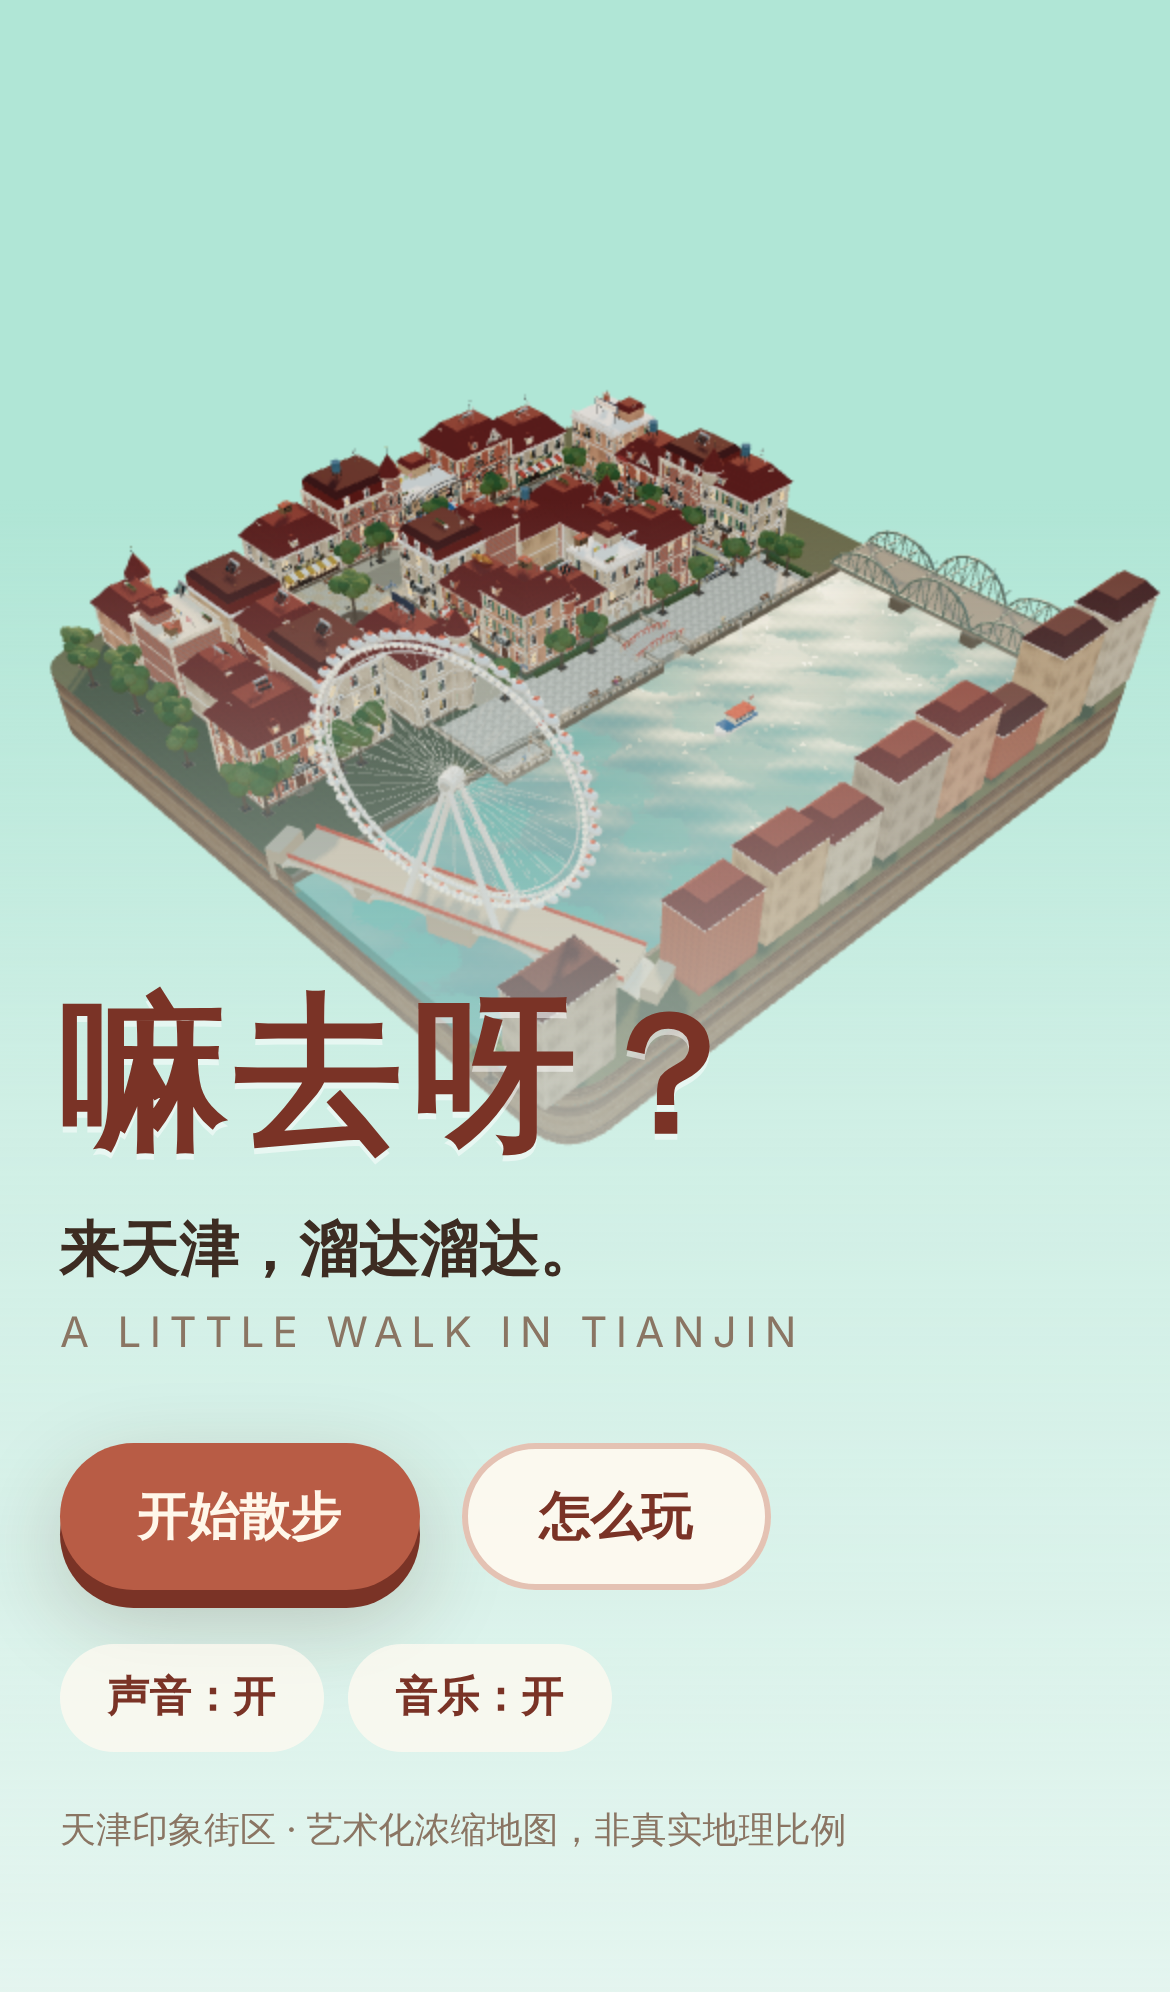 嘛去呀？
来天津，溜达溜达。
A LITTLE WALK IN TIANJIN
开始散步
怎么玩
声音：开
音乐：开
天津印象街区 · 艺术化浓缩地图，非真实地理比例